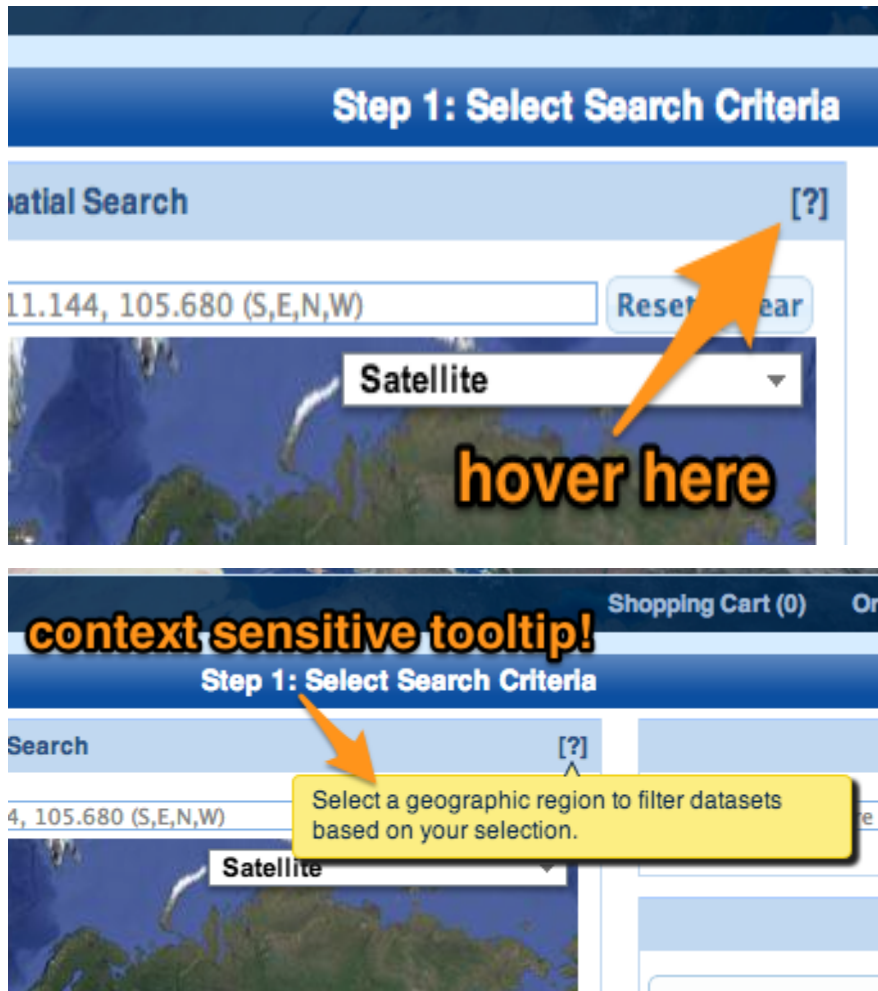 Step 1: Select Search Criteria
patial Search [?]
11.144, 105.680 (S,E,N,W)
Satellite
hover here
Shopping Cart (0)
context sensitive tooltip!
Step 1: Select Search Criteria
Search [?]
4, 105.680 (S,E,N,W)
Select a geographic region to filter datasets
based on your selection.
Satellite